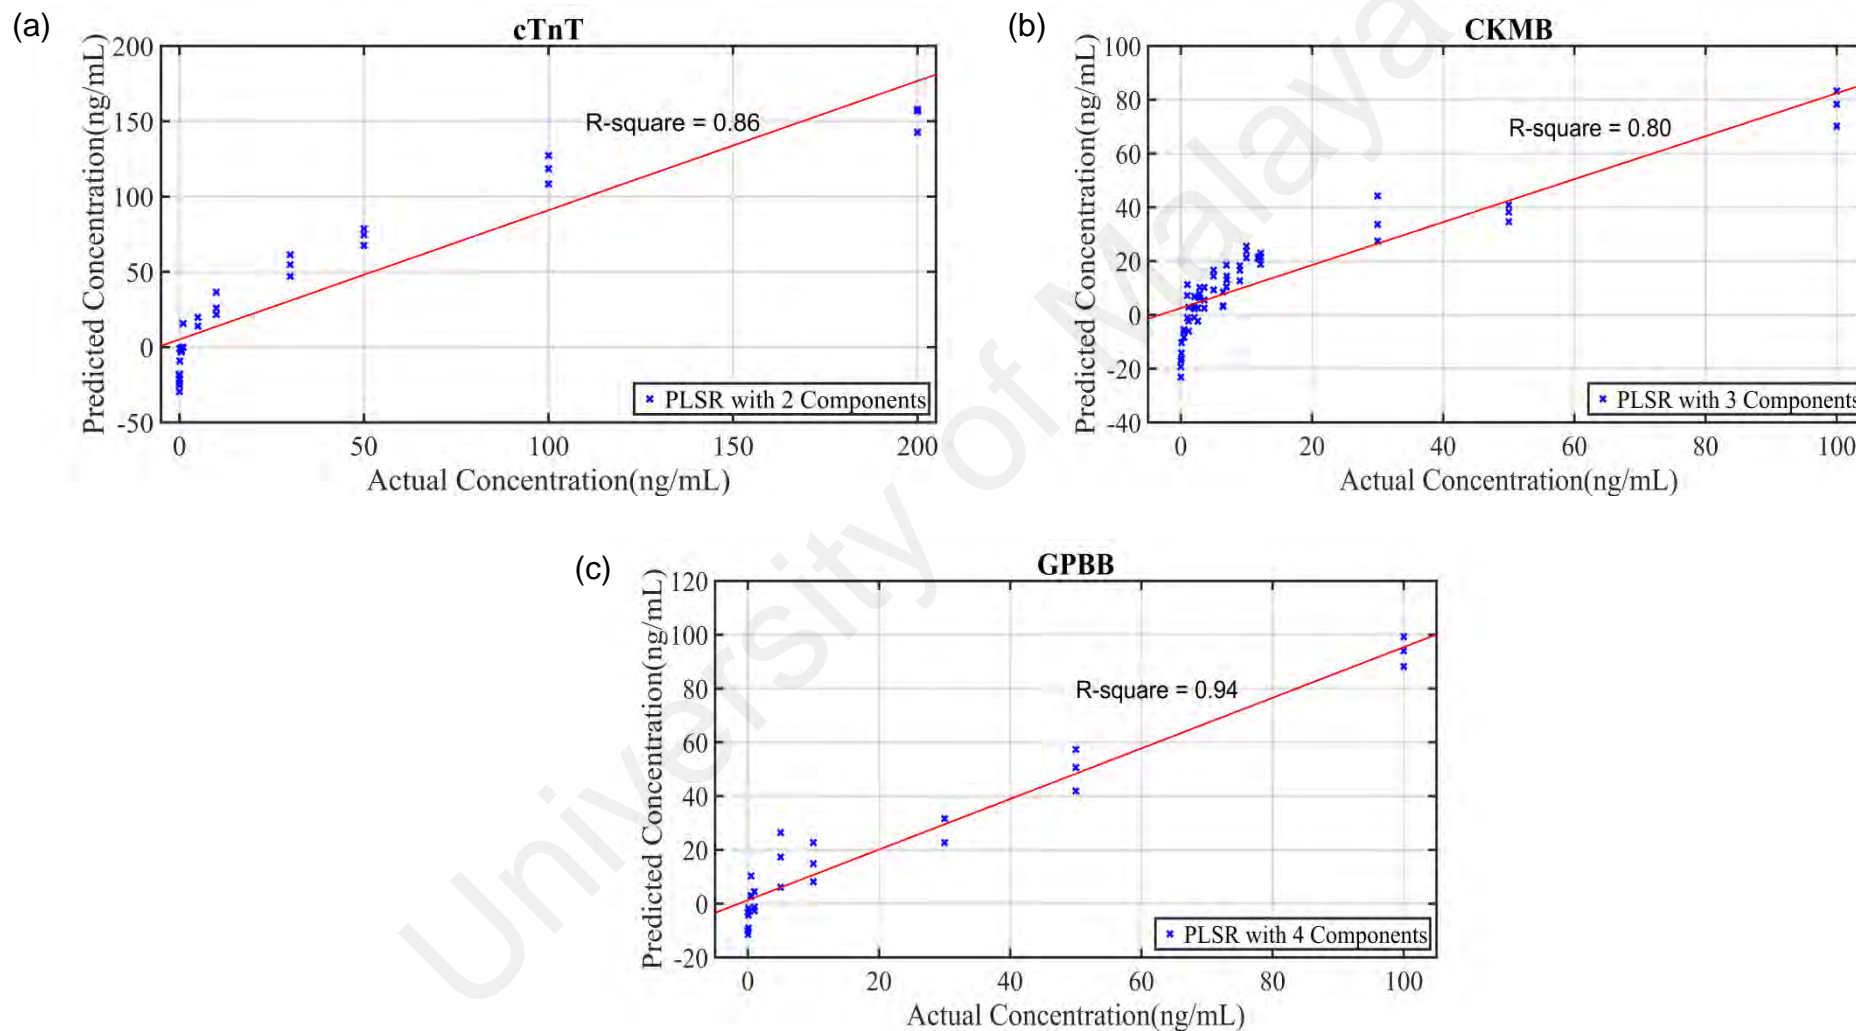 (a)
cTnT
Predicted Concentration(ng/mL)
200
150
100
50
0
-50
R-square = 0.86
PLSR with 2 Components
0 50 100 150 200
Actual Concentration(ng/mL)
(b)
CKMB
Predicted Concentration(ng/mL)
100
80
60
40
20
0
-20
-40
R-square = 0.80
PLSR with 3 Components
0 20 40 60 80 100
Actual Concentration(ng/mL)
(c)
GPBB
Predicted Concentration(ng/mL)
120
100
80
60
40
20
0
-20
R-square = 0.94
PLSR with 4 Components
0 20 40 60 80 100
Actual Concentration(ng/mL)
University of Malaya